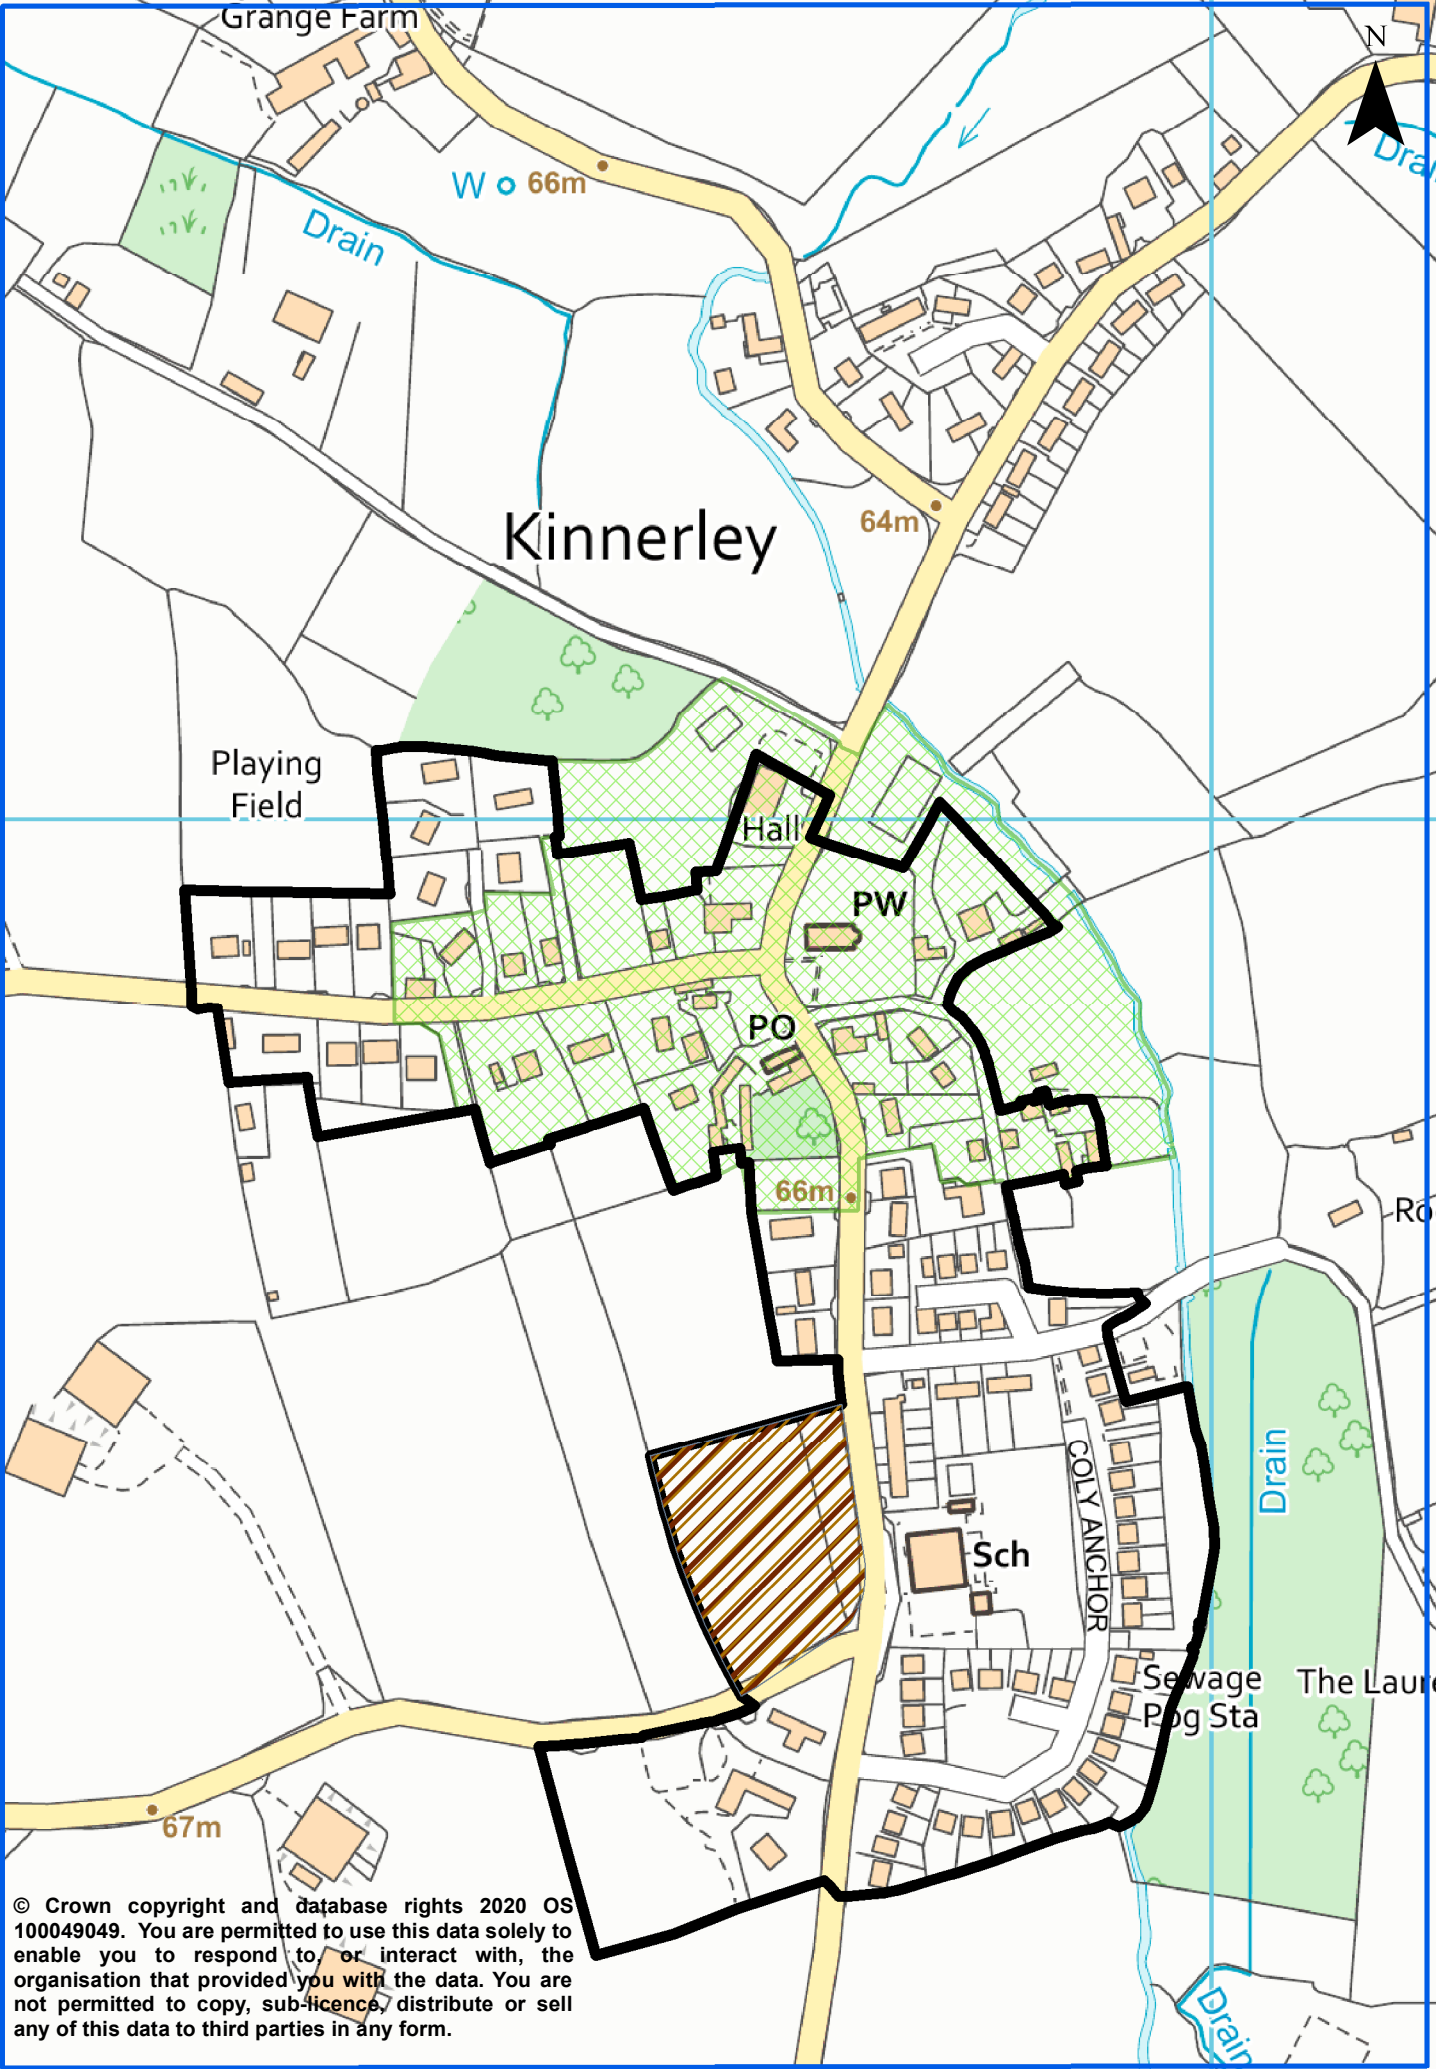 Grange Farm
N
Drai
W 66m
Drain
Kinnerley
64m
Playing
Field
Hall
PW
PO
66m
Ro
COLY ANCHOR
Drain
Sch
Sewage
Ppg Sta
The Laure
67m
© Crown copyright and database rights 2020 OS
100049049. You are permitted to use this data solely to
enable you to respond to, or interact with, the
organisation that provided you with the data. You are
not permitted to copy, sub-licence, distribute or sell
any of this data to third parties in any form.
Drain